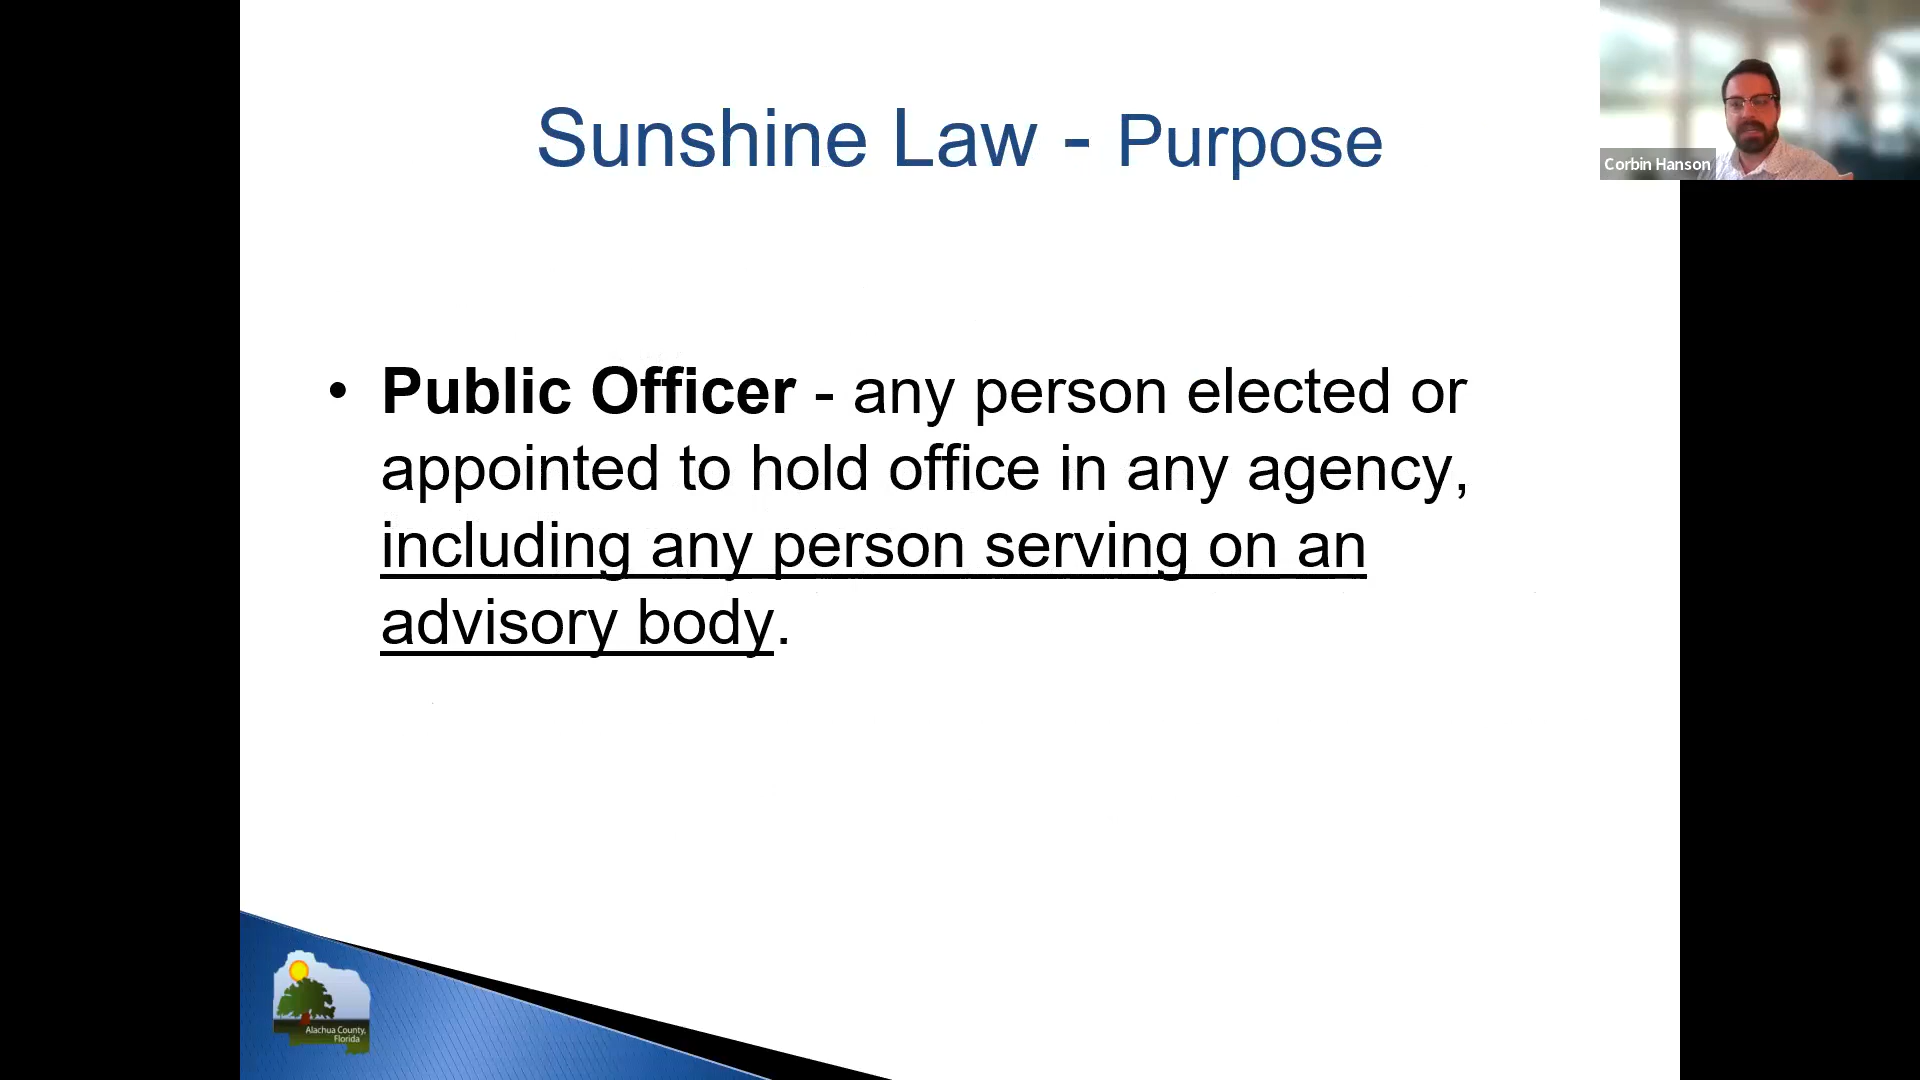 Sunshine Law - Purpose
Corbin Hanson
• Public Officer - any person elected or
appointed to hold office in any agency,
including any person serving on an
advisory body.
Alachua County,
Florida